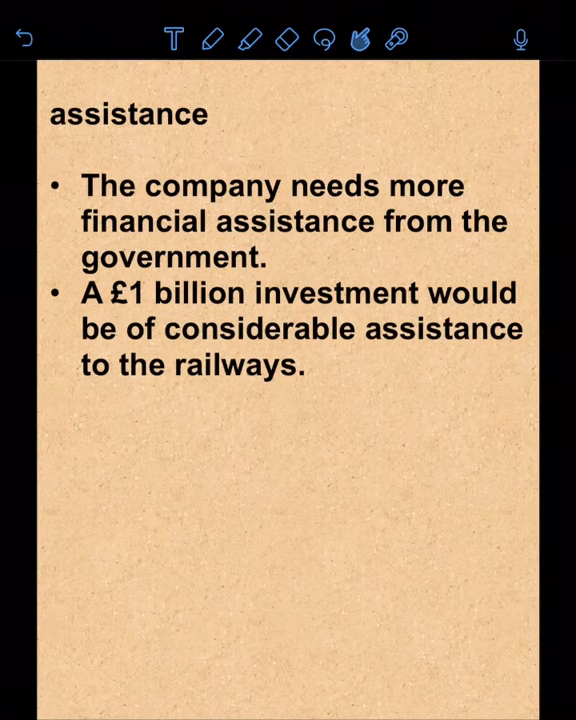 assistance
• The company needs more
financial assistance from the
government.
• A £1 billion investment would
be of considerable assistance
to the railways.